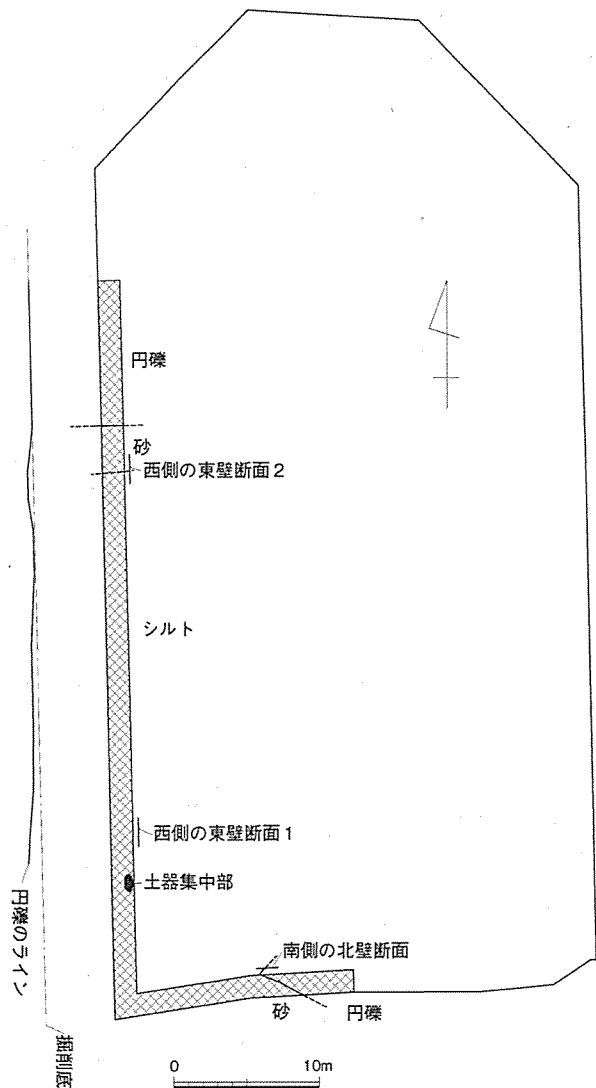 円礫
砂
西側の東壁断面2
シルト
西側の東壁断面1
土器集中部
円礫のライン
南側の北壁断面
砂
円礫
掘削底
0 10m